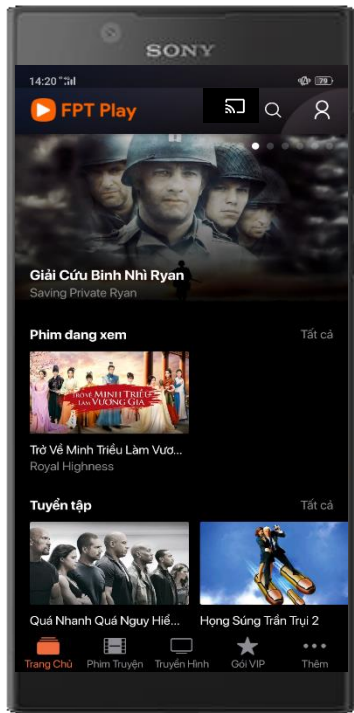 SONY
14:20
79
FPT Play
Giải Cứu Binh Nhì Ryan
Saving Private Ryan
Phim đang xem
Tất cả
TRỞ VỀ MINH TRIỀU
LÀM VƯƠNG GIA
Trở Về Minh Triều Làm Vươ...
Royal Highness
Tuyển tập
Tất cả
Quá Nhanh Quá Nguy Hiể...
Họng Súng Trần Trụi 2
Trang Chủ
Phim Truyện
Truyền Hình
Gói VIP
Thêm